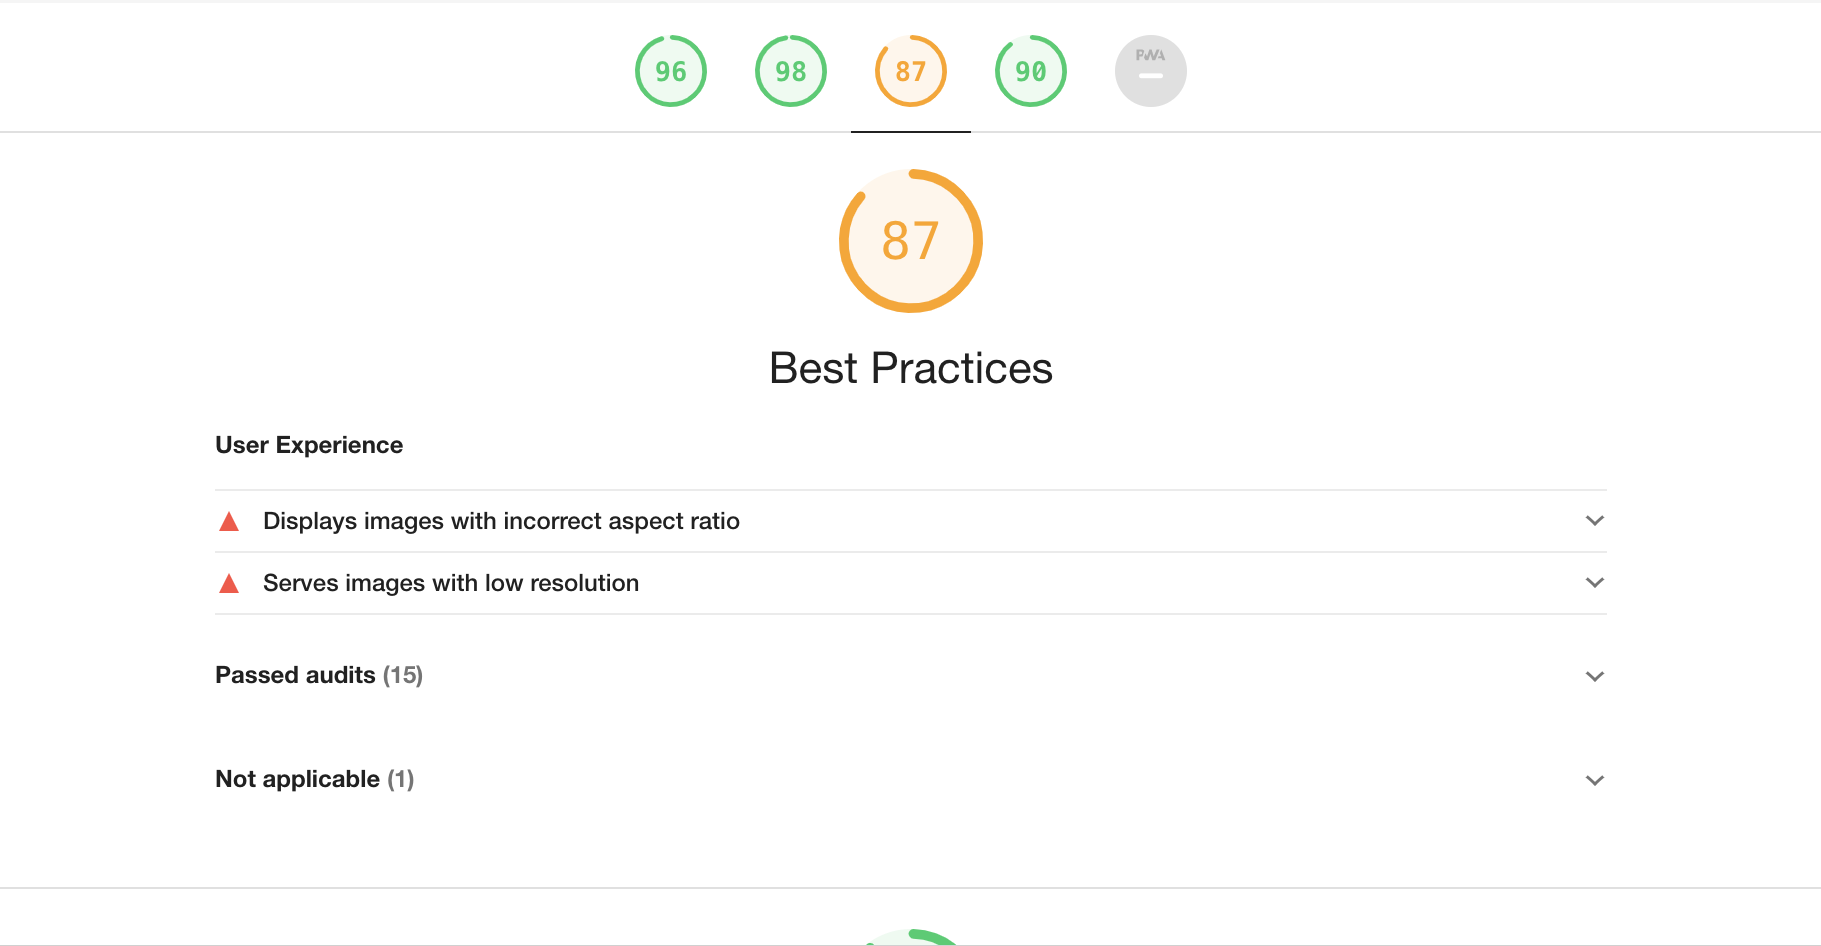 96 98 87 90 PWA
87
Best Practices
User Experience
Displays images with incorrect aspect ratio
Serves images with low resolution
Passed audits (15)
Not applicable (1)